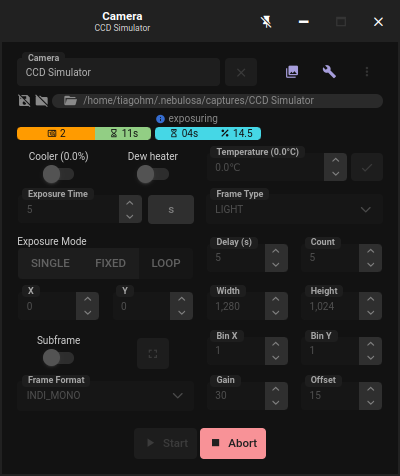 Camera
CCD Simulator
Camera
CCD Simulator
/home/tiagohm/.nebulosa/captures/CCD Simulator
exposuring
2 11s 04s % 14.5
Cooler (0.0%) Dew heater Temperature (0.0°C)
0.0°C
Exposure Time Frame Type
5 s LIGHT
Exposure Mode Delay (s) Count
SINGLE FIXED LOOP 5 5
X Y Width Height
0 0 1,280 1,024
Subframe Bin X Bin Y
1 1
Frame Format Gain Offset
INDI_MONO 30 15
Start Abort